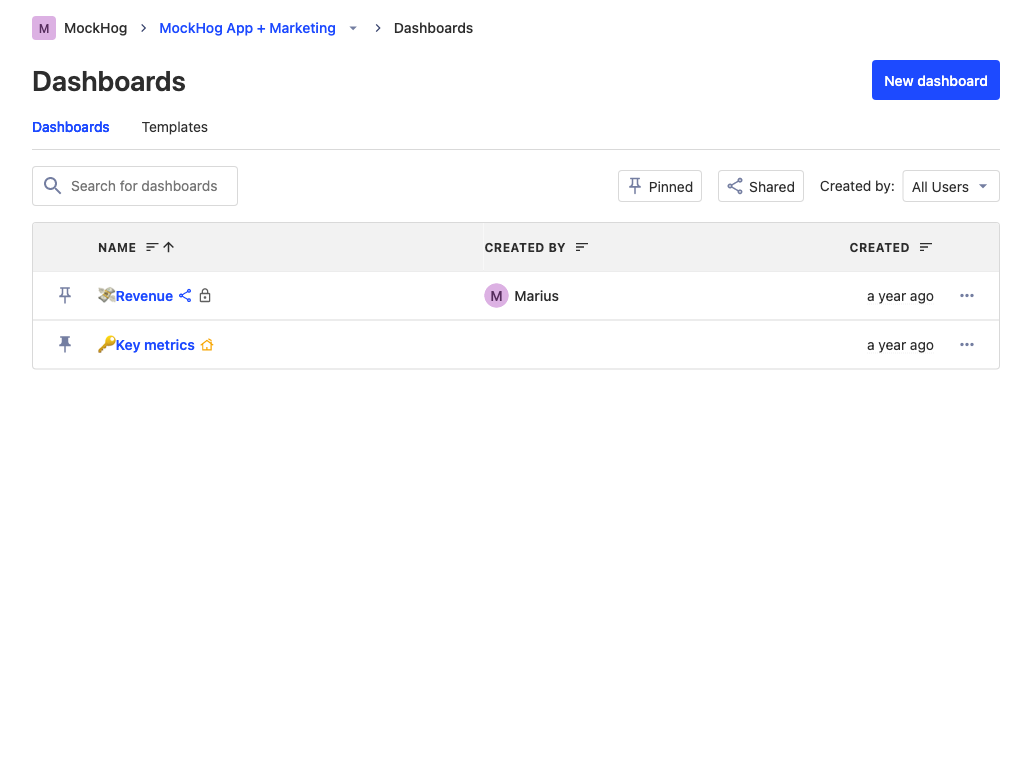 M MockHog > MockHog App + Marketing > Dashboards
Dashboards
New dashboard
Dashboards Templates
Search for dashboards
Pinned Shared Created by: All Users
NAME CREATED BY CREATED
Revenue M Marius a year ago
Key metrics a year ago